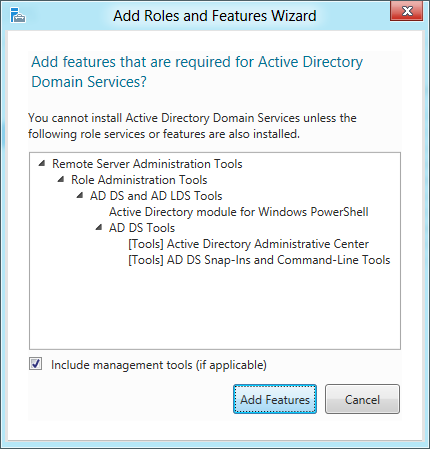 Add Roles and Features Wizard
Add features that are required for Active Directory
Domain Services?
You cannot install Active Directory Domain Services unless the
following role services or features are also installed.
Remote Server Administration Tools
Role Administration Tools
AD DS and AD LDS Tools
Active Directory module for Windows PowerShell
AD DS Tools
[Tools] Active Directory Administrative Center
[Tools] AD DS Snap-Ins and Command-Line Tools
Include management tools (if applicable)
Add Features
Cancel